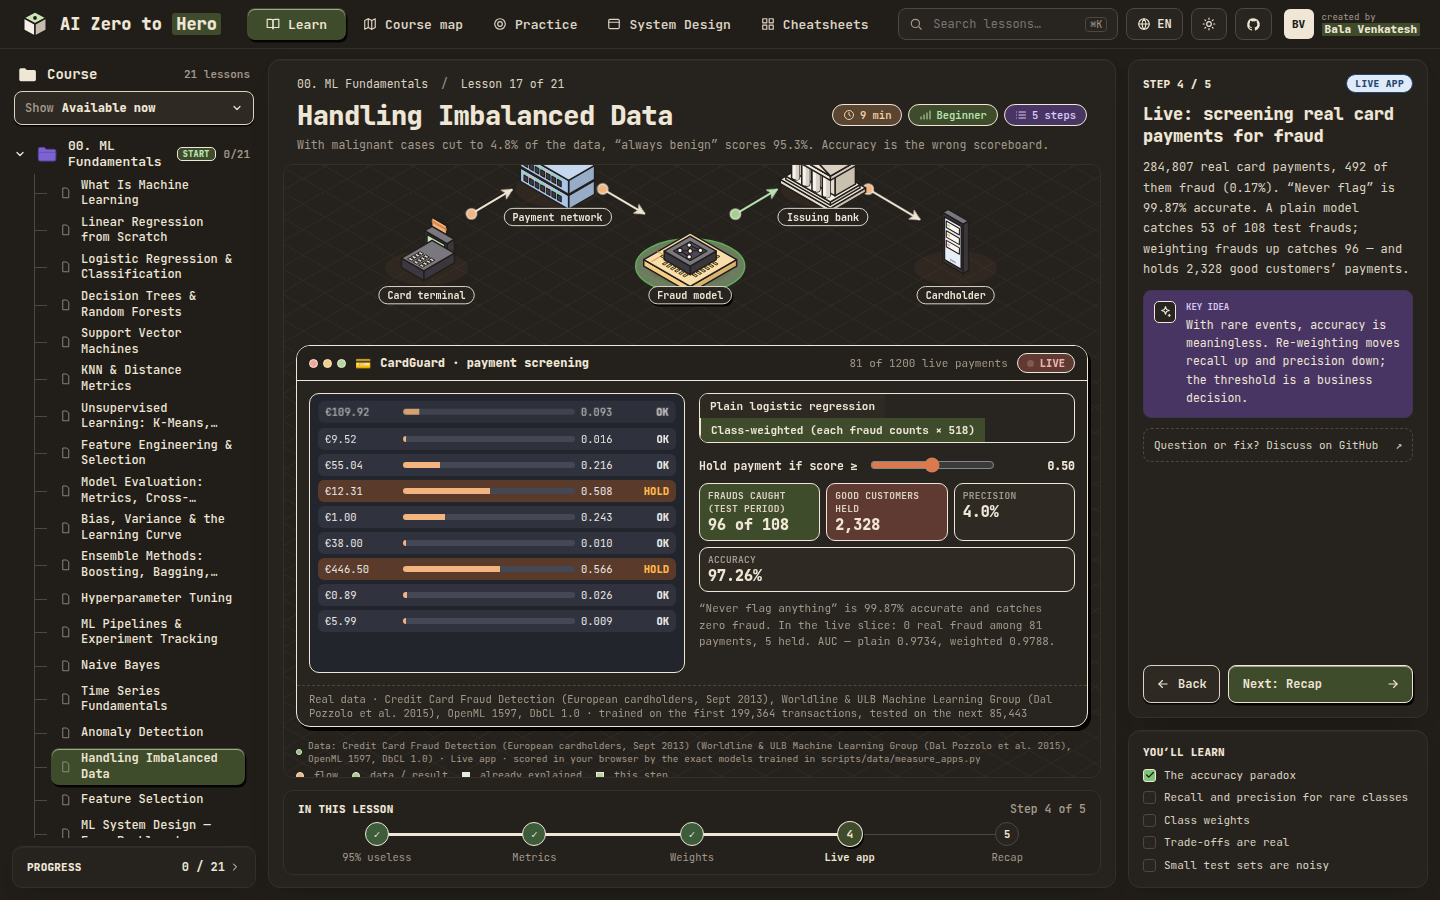 AI Zero to Hero
Learn
Course map
Practice
System Design
Cheatsheets
Search lessons…
⌘K
EN
BV
created by
Bala Venkatesh
Course
21 lessons
Show Available now
00. ML
Fundamentals
START
0/21
What Is Machine
Learning
Linear Regression
from Scratch
Logistic Regression &
Classification
Decision Trees &
Random Forests
Support Vector
Machines
KNN & Distance
Metrics
Unsupervised
Learning: K-Means,…
Feature Engineering &
Selection
Model Evaluation:
Metrics, Cross-…
Bias, Variance & the
Learning Curve
Ensemble Methods:
Boosting, Bagging,…
Hyperparameter Tuning
ML Pipelines &
Experiment Tracking
Naive Bayes
Time Series
Fundamentals
Anomaly Detection
Handling Imbalanced
Data
Feature Selection
ML System Design —
PROGRESS
0 / 21
00. ML Fundamentals / Lesson 17 of 21
Handling Imbalanced Data
9 min
Beginner
5 steps
With malignant cases cut to 4.8% of the data, “always benign” scores 95.3%. Accuracy is the wrong scoreboard.
Payment network
Issuing bank
Card terminal
Fraud model
Cardholder
CardGuard · payment screening
81 of 1200 live payments
LIVE
€109.92 0.093 OK
€9.52 0.016 OK
€55.04 0.216 OK
€12.31 0.508 HOLD
€1.00 0.243 OK
€38.00 0.010 OK
€446.50 0.566 HOLD
€0.89 0.026 OK
€5.99 0.009 OK
Plain logistic regression
Class-weighted (each fraud counts × 518)
Hold payment if score ≥
0.50
FRAUDS CAUGHT
(TEST PERIOD)
96 of 108
GOOD CUSTOMERS
HELD
2,328
PRECISION
4.0%
ACCURACY
97.26%
“Never flag anything” is 99.87% accurate and catches
zero fraud. In the live slice: 0 real fraud among 81
payments, 5 held. AUC — plain 0.9734, weighted 0.9788.
Real data · Credit Card Fraud Detection (European cardholders, Sept 2013), Worldline & ULB Machine Learning Group (Dal
Pozzolo et al. 2015), OpenML 1597, DbCL 1.0 · trained on the first 199,364 transactions, tested on the next 85,443
Data: Credit Card Fraud Detection (European cardholders, Sept 2013) (Worldline & ULB Machine Learning Group (Dal Pozzolo et al. 2015),
OpenML 1597, DbCL 1.0) · Live app · scored in your browser by the exact models trained in scripts/data/measure_apps.py
flow
data / result
already explained
this step
IN THIS LESSON
Step 4 of 5
95% useless
Metrics
Weights
4
Live app
5
Recap
STEP 4 / 5
LIVE APP
Live: screening real card
payments for fraud
284,807 real card payments, 492 of
them fraud (0.17%). “Never flag” is
99.87% accurate. A plain model
catches 53 of 108 test frauds;
weighting frauds up catches 96 — and
holds 2,328 good customers’ payments.
KEY IDEA
With rare events, accuracy is
meaningless. Re-weighting moves
recall up and precision down;
the threshold is a business
decision.
Question or fix? Discuss on GitHub ↗
← Back
Next: Recap →
YOU’LL LEARN
The accuracy paradox
Recall and precision for rare classes
Class weights
Trade-offs are real
Small test sets are noisy